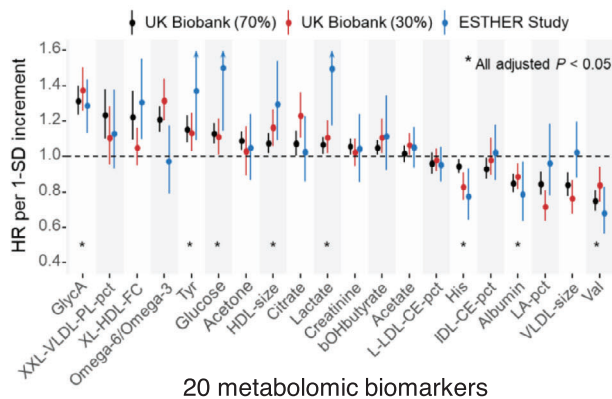 UK Biobank (70%) UK Biobank (30%) ESTHER Study
* All adjusted P < 0.05
HR per 1-SD increment
1.6
1.4
1.2
1.0
0.8
0.6
0.4
* * * * * * * *
GlycA
XXL-VLDL-PL-pct
XL-HDL-FC
Omega-6/Omega-3
Tyr
Glucose
Acetone
HDL-size
Citrate
Lactate
Creatinine
bOHbutyrate
Acetate
L-LDL-CE-pct
His
IDL-CE-pct
Albumin
LA-pct
VLDL-size
Val
20 metabolomic biomarkers